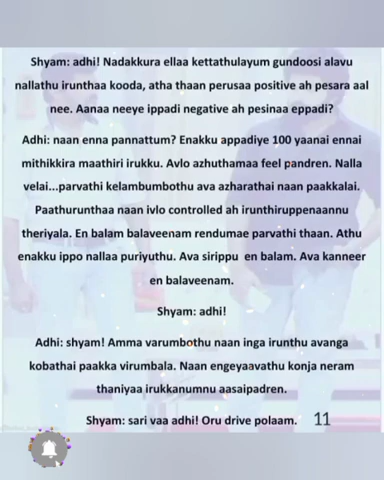 Shyam: adhi! Nadakkura ellaa kettathulayum gundoosi alavu
nallathu irunthaa kooda, atha thaan perusaa positive ah pesara aal
nee. Aanaa neeye ippadi negative ah pesinaa eppadi?
Adhi: naan enna pannattum? Enakku appadiye 100 yaanai ennai
mithikkira maathiri irukku. Avlo azhuthamaa feel pandren. Nalla
velai...parvathi kelambumbothu ava azharathai naan paakkalai.
Paathurunthaa naan ivlo controlled ah irunthiruppenaannu
theriyala. En balam balaveenam rendumae parvathi thaan. Athu
enakku ippo nallaa puriyuthu. Ava sirippu en balam. Ava kanneer
en balaveenam.
Shyam: adhi!
Adhi: shyam! Amma varumbothu naan inga irunthu avanga
kobathai paakka virumbala. Naan engeyaavathu konja neram
thaniyaa irukkanumnu aasaipadren.
Shyam: sari vaa adhi! Oru drive polaam. 11